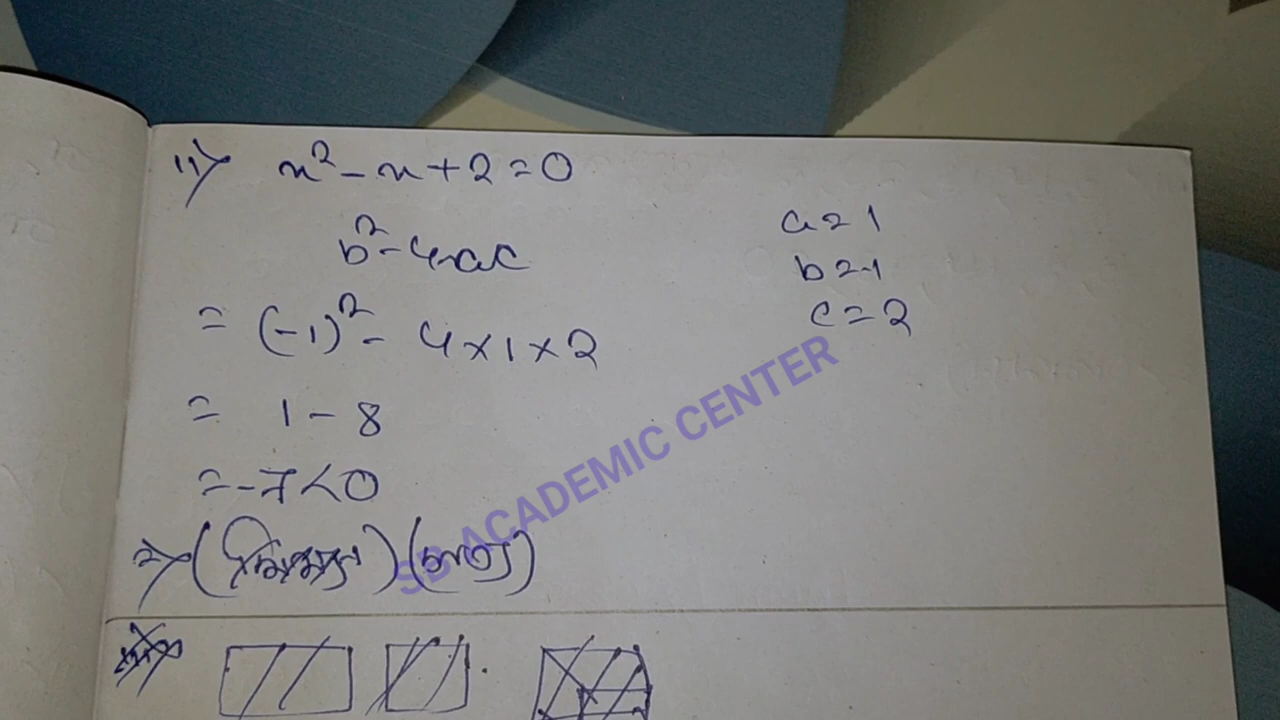 ii) x² - x + 2 = 0
b² - 4ac
a = 1
b = -1
c = 2
= (-1)² - 4 × 1 × 2
= 1 - 8
= -7 < 0
SB ACADEMIC CENTER